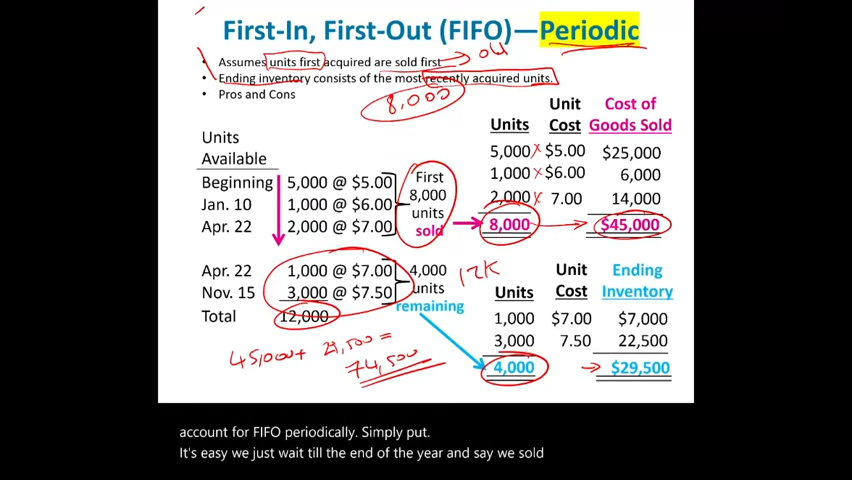 First-In, First-Out (FIFO)—Periodic
• Assumes units first acquired are sold first → old
• Ending inventory consists of the most recently acquired units.
• Pros and Cons
8,000
Units
Available
Beginning 5,000 @ $5.00
Jan. 10 1,000 @ $6.00
Apr. 22 2,000 @ $7.00
First
8,000
units
sold
Apr. 22 1,000 @ $7.00
Nov. 15 3,000 @ $7.50
Total 12,000
4,000
units
remaining
12K
45,000 + 29,500 =
74,500
Units Unit Cost Cost of Goods Sold
5,000 x $5.00 $25,000
1,000 x $6.00 6,000
2,000 x 7.00 14,000
8,000 → $45,000
Units Unit Cost Ending Inventory
1,000 $7.00 $7,000
3,000 7.50 22,500
4,000 → $29,500
account for FIFO periodically. Simply put.
It's easy we just wait till the end of the year and say we sold